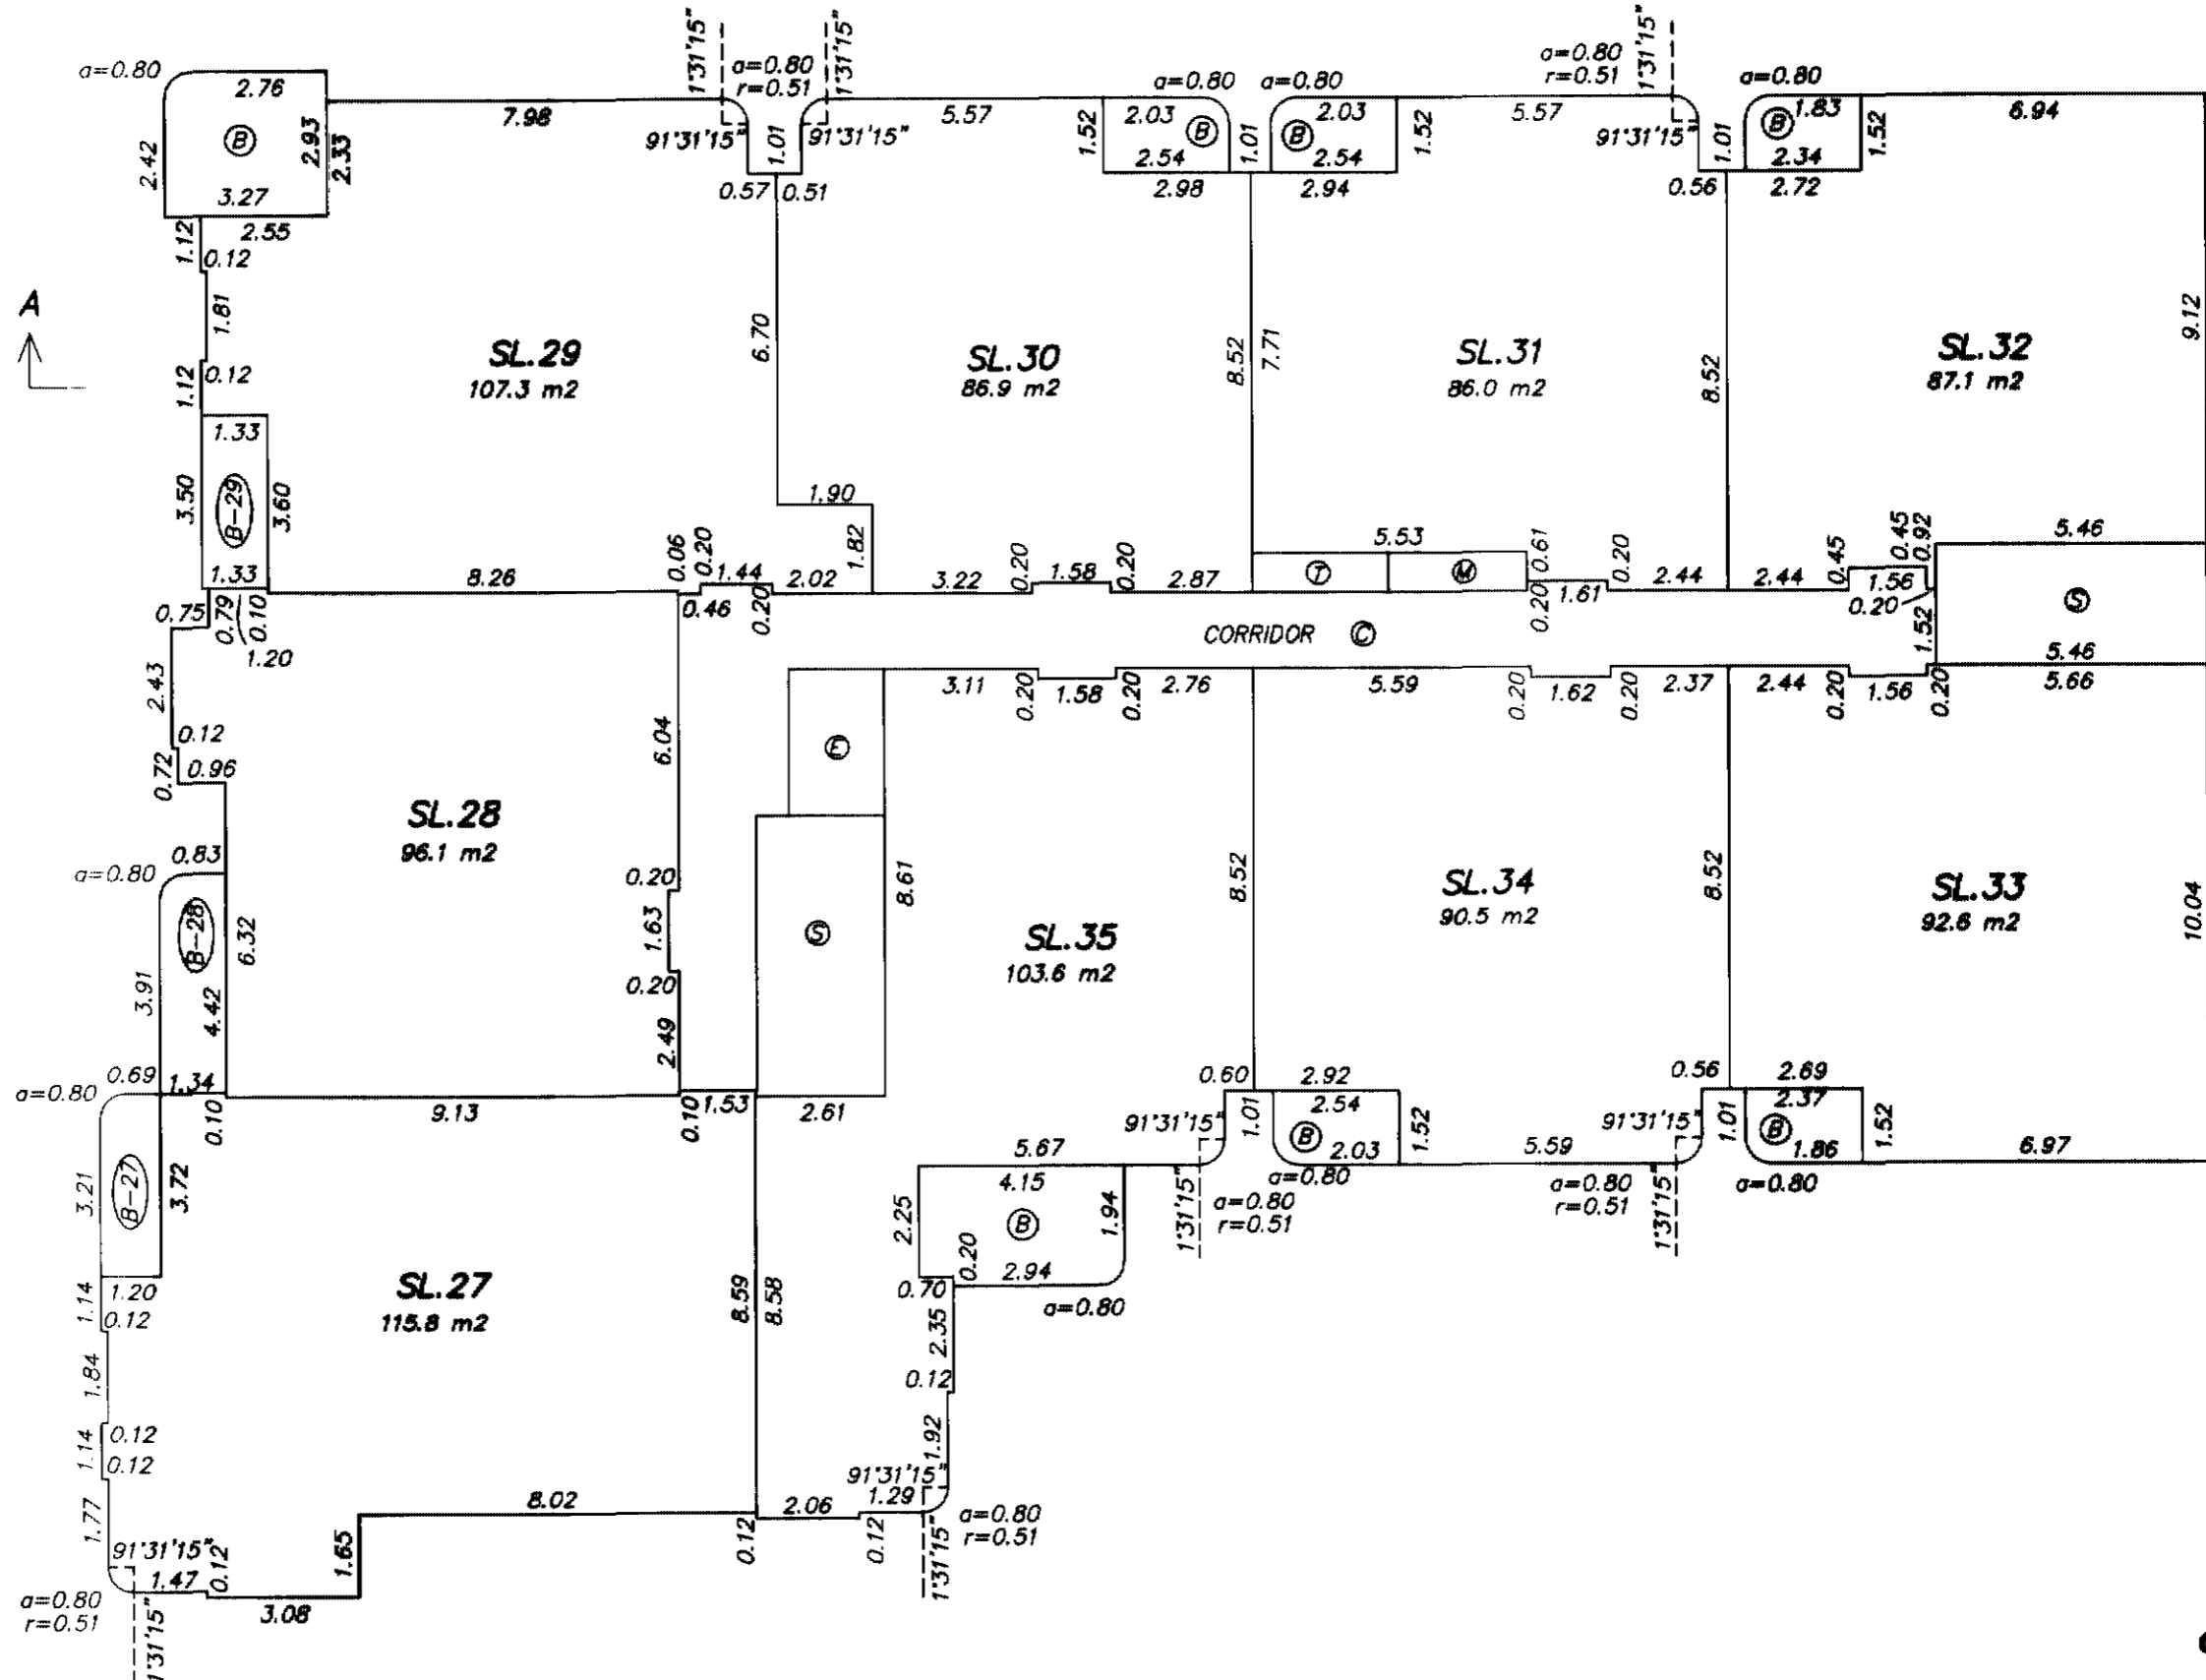 1°31'15" 1°31'15" 1°31'15"
a=0.80 2.76 a=0.80 a=0.80 a=0.80 a=0.80 a=0.80
r=0.51 r=0.51
7.98 5.57 2.03 2.03 5.57 1.83 6.94
B B B B
2.42 2.93 2.33 91°31'15" 1.01 91°31'15" 1.52 1.01 1.52 91°31'15" 1.01 1.52
3.27 2.54 2.54 2.34
2.55 0.57 0.51 2.98 2.94 0.56 2.72
1.12 0.12
A
1.81 6.70 8.52 7.71 8.52 9.12
SL.29
107.3 m2
SL.30
86.9 m2
SL.31
86.0 m2
SL.32
87.1 m2
1.12 0.12
1.33
3.50 B-29 3.60
1.90 1.82
1.33 8.26 0.06 0.20 1.44 2.02 3.22 0.20 1.58 0.20 2.87 5.53 0.61 0.20 2.44 2.44 0.45 0.45 0.92 5.46
T M S
0.75 0.79 0.10 0.46 0.20 0.20 1.61 1.56 0.20 1.52
1.20
CORRIDOR C
5.46
3.11 0.20 1.58 0.20 2.76 5.59 0.20 1.62 0.20 2.37 2.44 0.20 1.56 0.20 5.66
2.43 0.12 0.72 0.96
6.04 E
SL.28
96.1 m2
0.83
a=0.80
B-28 6.32 3.91 4.42
0.20 1.63 0.20 2.49
S 8.61 8.52 8.52 10.04
SL.35
103.6 m2
SL.34
90.5 m2
SL.33
92.6 m2
0.69 1.34
a=0.80
0.10 9.13 0.10 1.53 2.61
0.60 2.92 0.56 2.69
91°31'15" 1.01 2.54 1.52 91°31'15" 1.01 2.37 1.52
B B
5.67 2.03 5.59 1.86 6.97
4.15 a=0.80 a=0.80 a=0.80
1°31'15" a=0.80 1°31'15" r=0.51
r=0.51
3.21 B-27 3.72
2.25 B 1.94
0.20 2.94
0.70
a=0.80
1.20
1.14 0.12
SL.27
115.8 m2
8.59 8.58
2.35
0.12
1.84
1.92
0.12
1.14 0.12
91°31'15"
1.77 8.02 2.06 1.29
a=0.80
r=0.51
0.12 0.12 1°31'15"
91°31'15" 0.12 1.65
1.47
a=0.80
r=0.51
3.08
1°31'15"